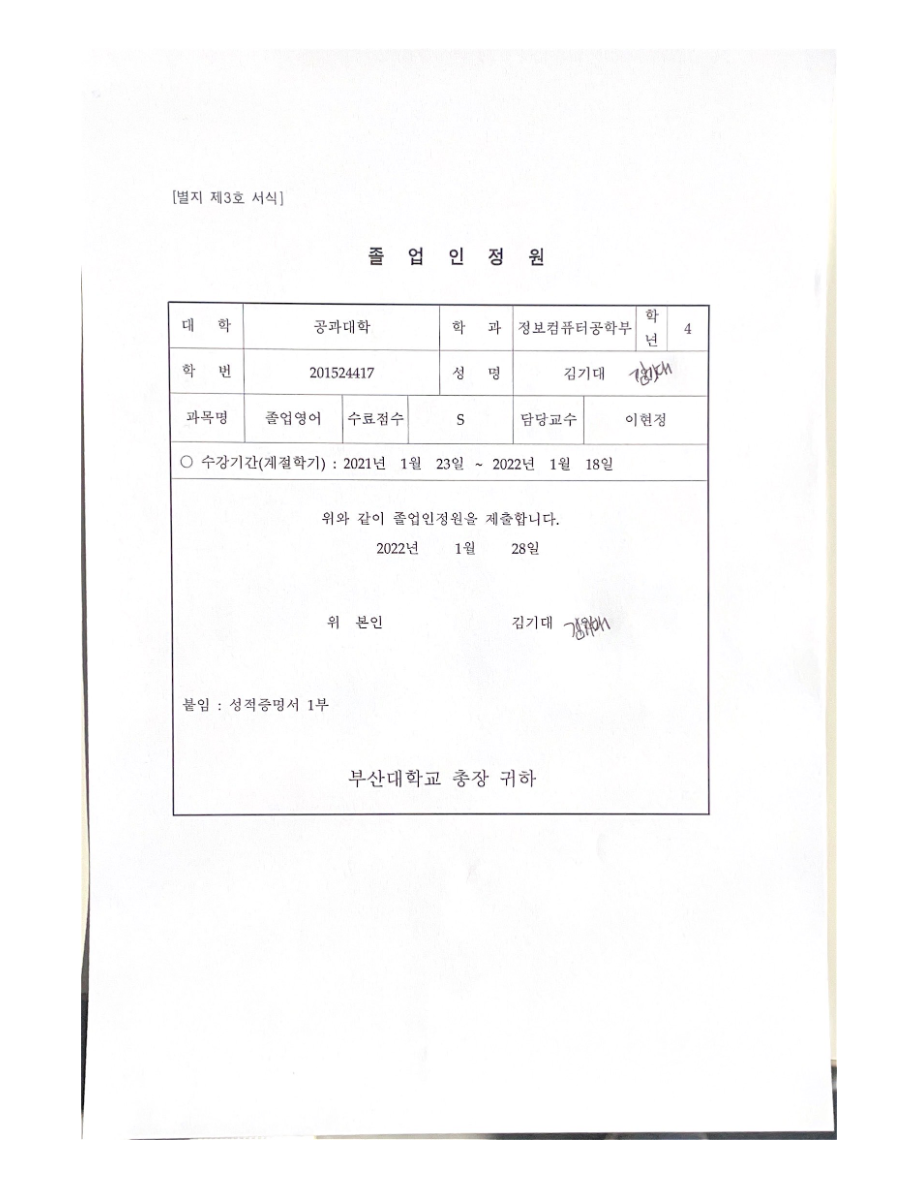 [별지 제3호 서식]
졸 업 인 정 원
대 학 공과대학 학 과 정보컴퓨터공학부 학년 4
학 번 201524417 성 명 김기대 김기대
과목명 졸업영어 수료점수 S 담당교수 이현정
○ 수강기간(계절학기) : 2021년 1월 23일 ~ 2022년 1월 18일
위와 같이 졸업인정원을 제출합니다.
2022년 1월 28일
위 본인 김기대 김기대
붙임 : 성적증명서 1부
부산대학교 총장 귀하